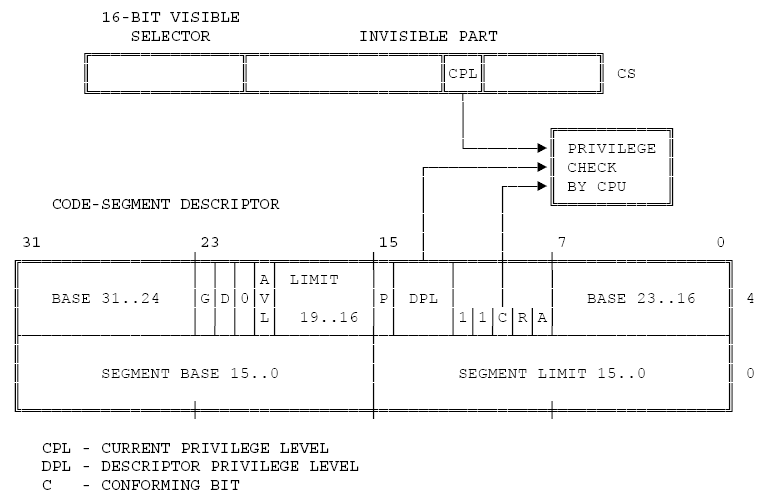 16-BIT VISIBLE
SELECTOR INVISIBLE PART
CPL CS
PRIVILEGE
CHECK
BY CPU
CODE-SEGMENT DESCRIPTOR
31 23 15 7 0
A LIMIT
BASE 31..24 G D 0 V P DPL BASE 23..16 4
L 19..16 1 1 C R A
SEGMENT BASE 15..0 SEGMENT LIMIT 15..0 0
CPL - CURRENT PRIVILEGE LEVEL
DPL - DESCRIPTOR PRIVILEGE LEVEL
C - CONFORMING BIT